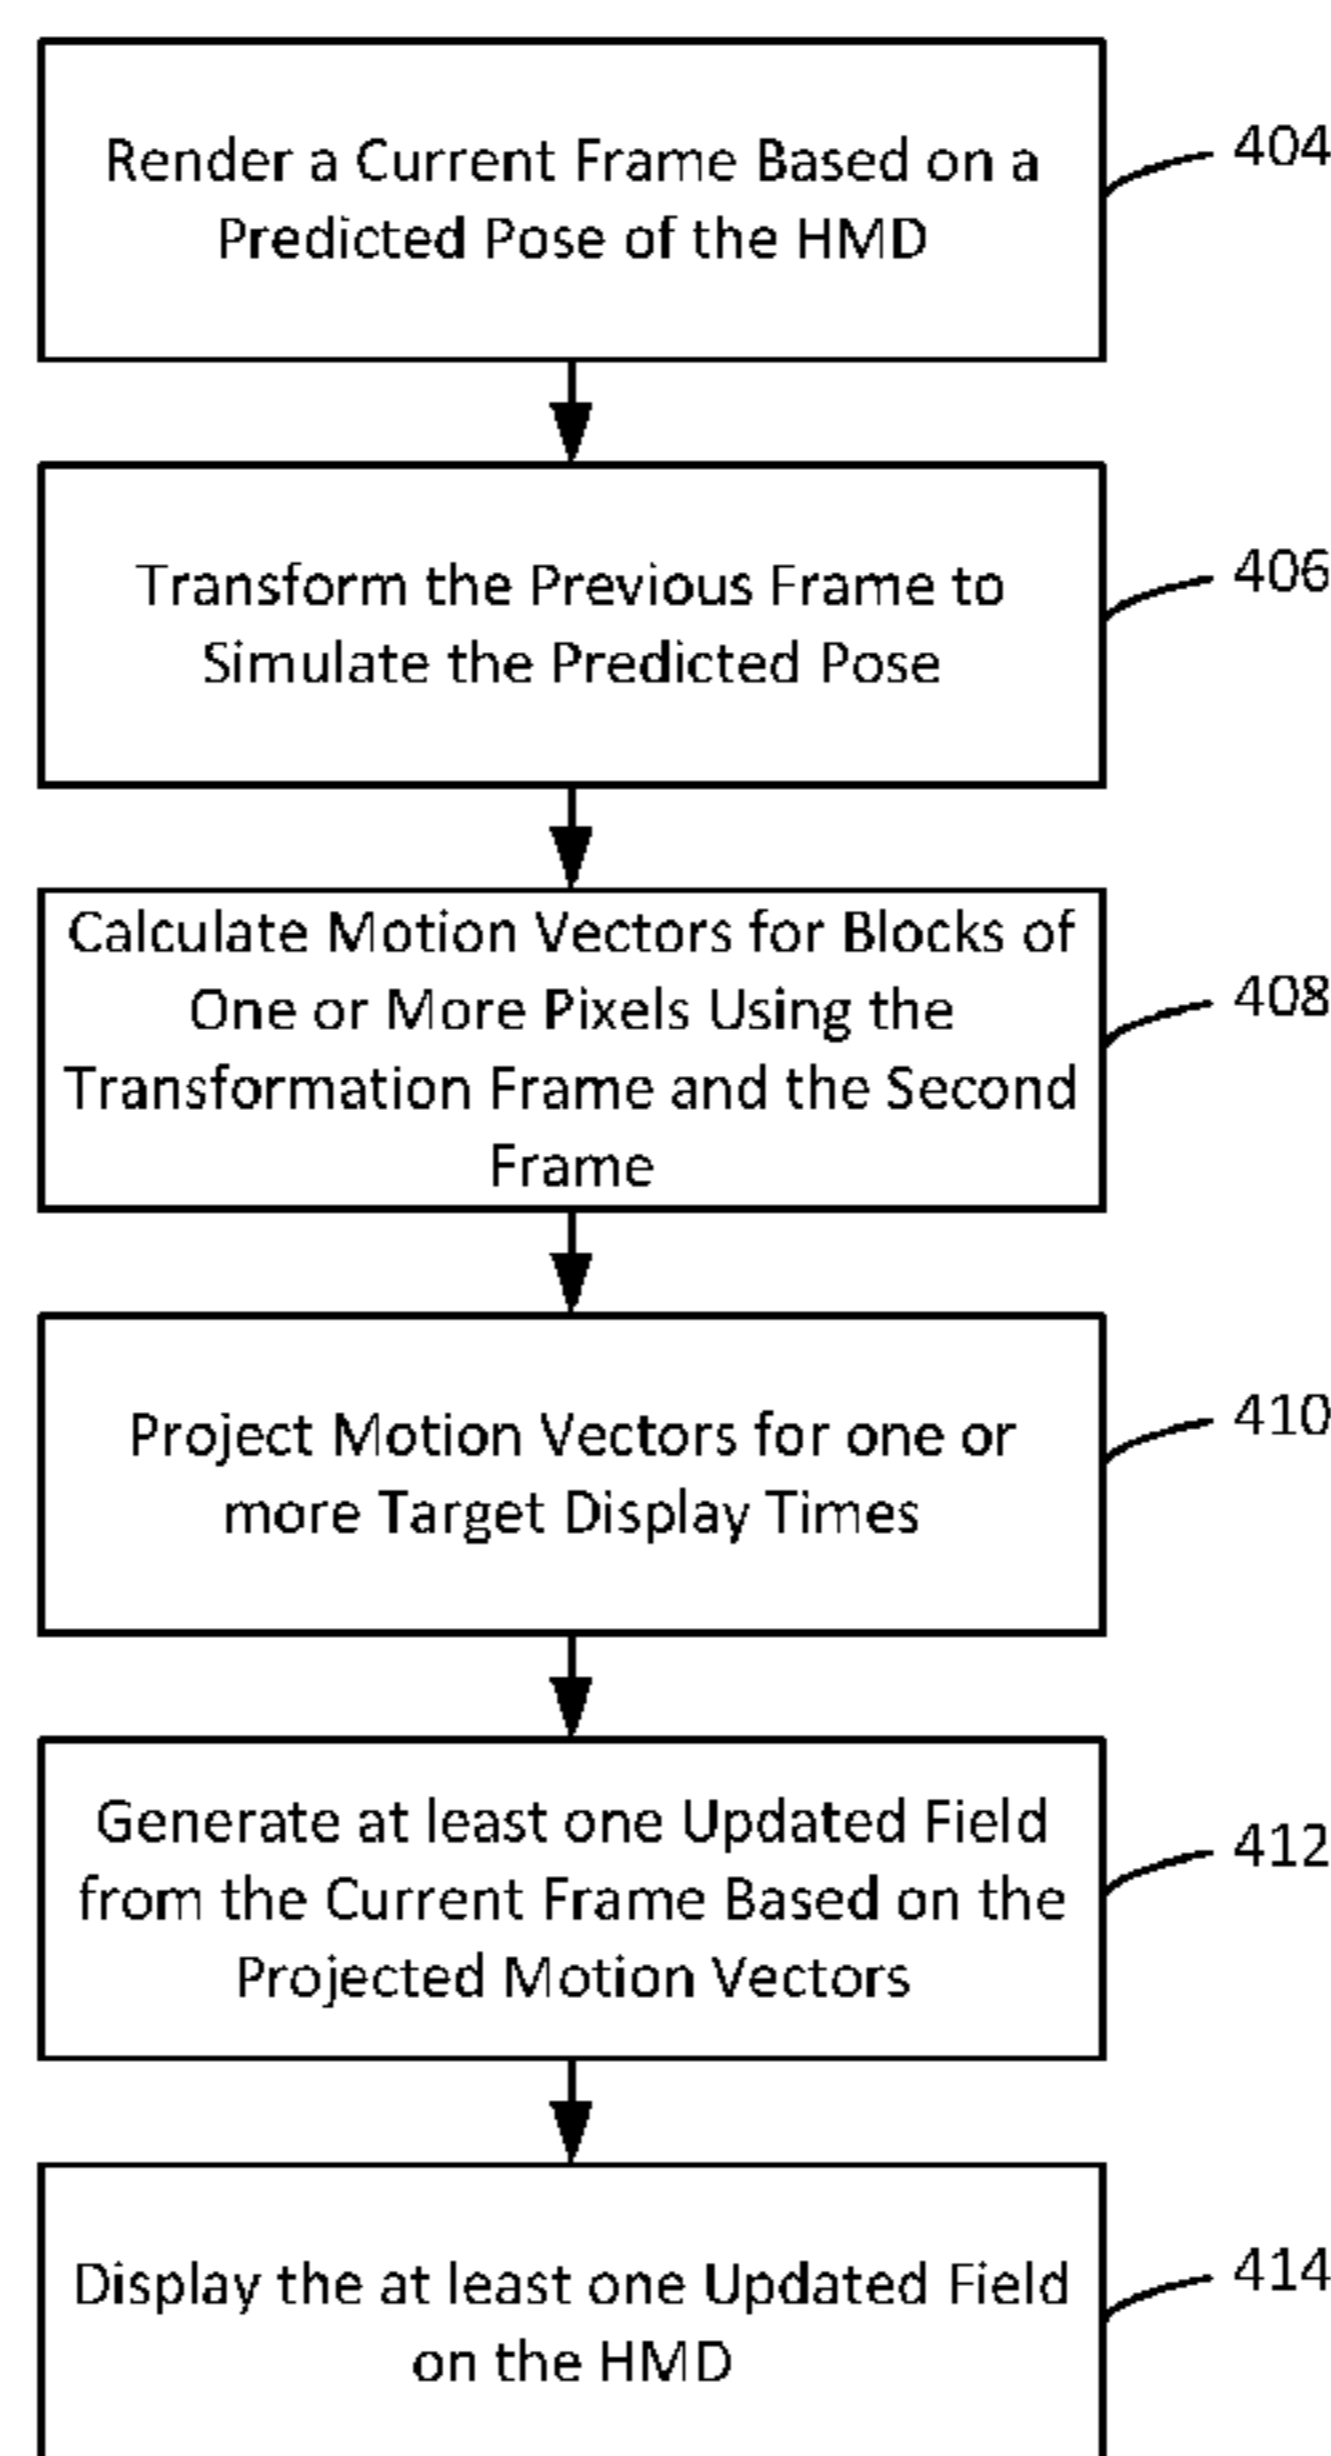 Render a Current Frame Based on a
Predicted Pose of the HMD
404
Transform the Previous Frame to
Simulate the Predicted Pose
406
Calculate Motion Vectors for Blocks of
One or More Pixels Using the
Transformation Frame and the Second
Frame
408
Project Motion Vectors for one or
more Target Display Times
410
Generate at least one Updated Field
from the Current Frame Based on the
Projected Motion Vectors
412
Display the at least one Updated Field
on the HMD
414